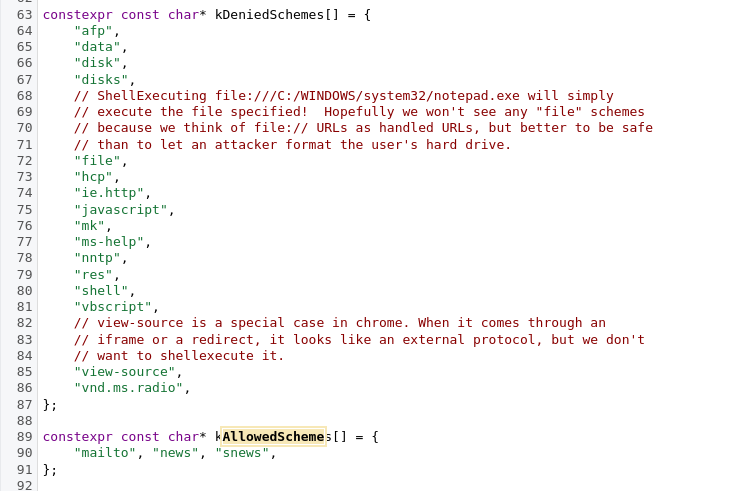 63 constexpr const char* kDeniedSchemes[] = {
64     "afp",
65     "data",
66     "disk",
67     "disks",
68     // ShellExecuting file:///C:/WINDOWS/system32/notepad.exe will simply
69     // execute the file specified!  Hopefully we won't see any "file" schemes
70     // because we think of file:// URLs as handled URLs, but better to be safe
71     // than to let an attacker format the user's hard drive.
72     "file",
73     "hcp",
74     "ie.http",
75     "javascript",
76     "mk",
77     "ms-help",
78     "nntp",
79     "res",
80     "shell",
81     "vbscript",
82     // view-source is a special case in chrome. When it comes through an
83     // iframe or a redirect, it looks like an external protocol, but we don't
84     // want to shellexecute it.
85     "view-source",
86     "vnd.ms.radio",
87 };
88
89 constexpr const char* kAllowedSchemes[] = {
90     "mailto", "news", "snews",
91 };
92